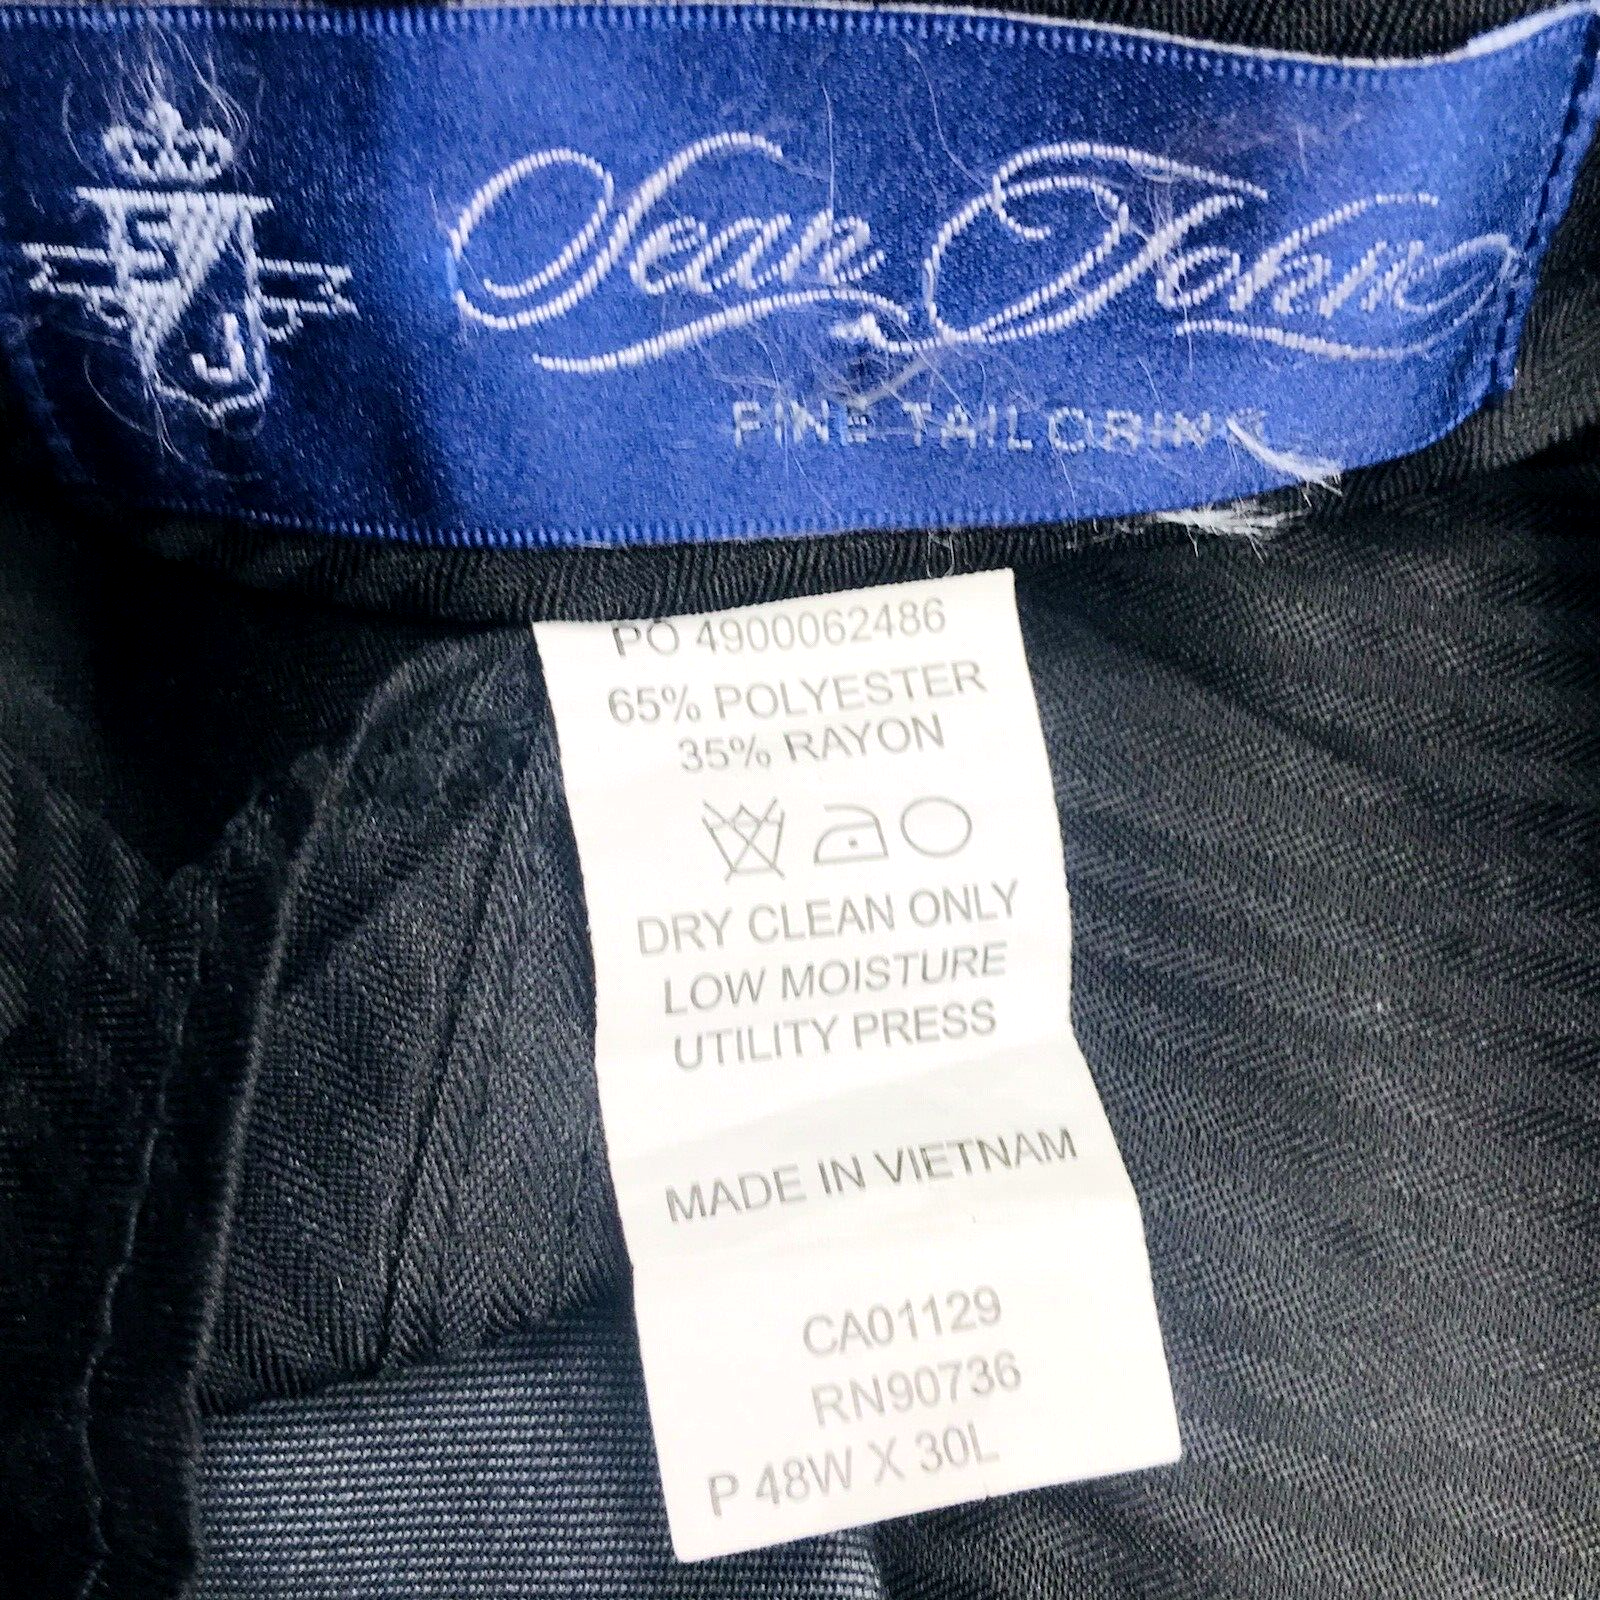 S
J
Sean John
FINE TAILORING
PO 4900062486
65% POLYESTER
35% RAYON
DRY CLEAN ONLY
LOW MOISTURE
UTILITY PRESS
MADE IN VIETNAM
CA01129
RN90736
P 48W X 30L